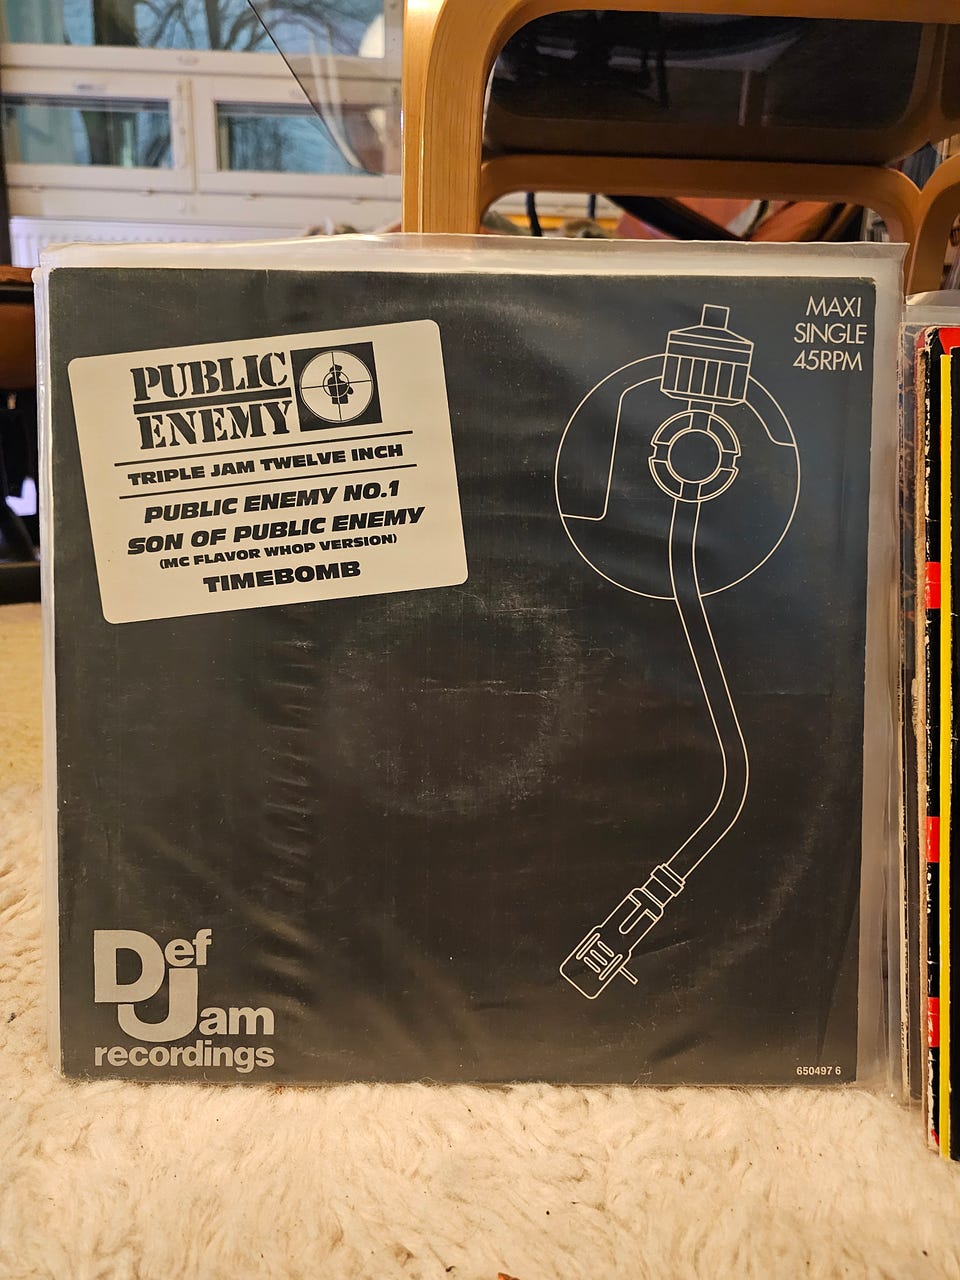 MAXI
SINGLE
45RPM
PUBLIC
ENEMY
TRIPLE JAM TWELVE INCH
PUBLIC ENEMY NO.1
SON OF PUBLIC ENEMY
(MC FLAVOR WHOP VERSION)
TIMEBOMB
Def
Jam
recordings
650497 6